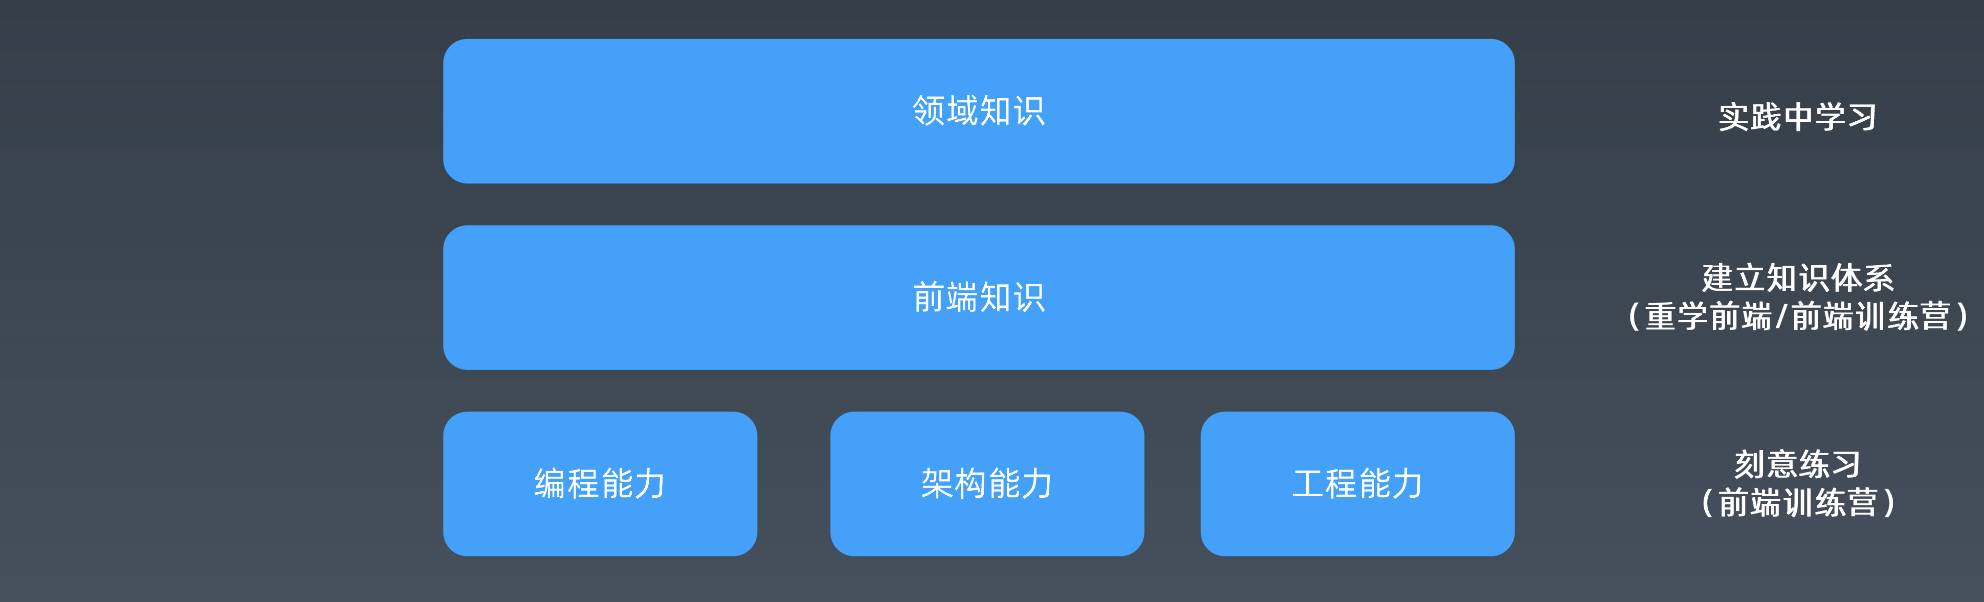 领域知识
实践中学习
前端知识
建立知识体系
（重学前端/前端训练营）
编程能力
架构能力
工程能力
刻意练习
（前端训练营）